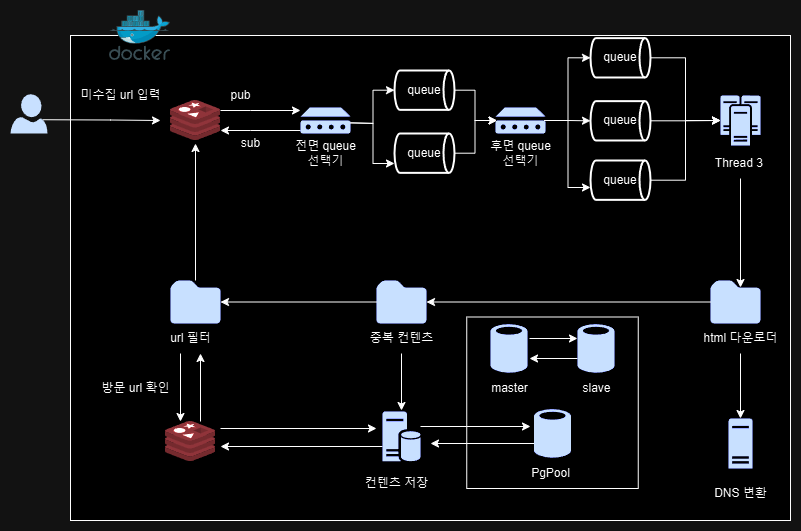 docker
미수집 url 입력
pub
sub
전면 queue
선택기
queue
queue
후면 queue
선택기
queue
queue
queue
Thread 3
url 필터
중복 컨텐츠
html 다운로더
방문 url 확인
master
slave
PgPool
컨텐츠 저장
DNS 변환